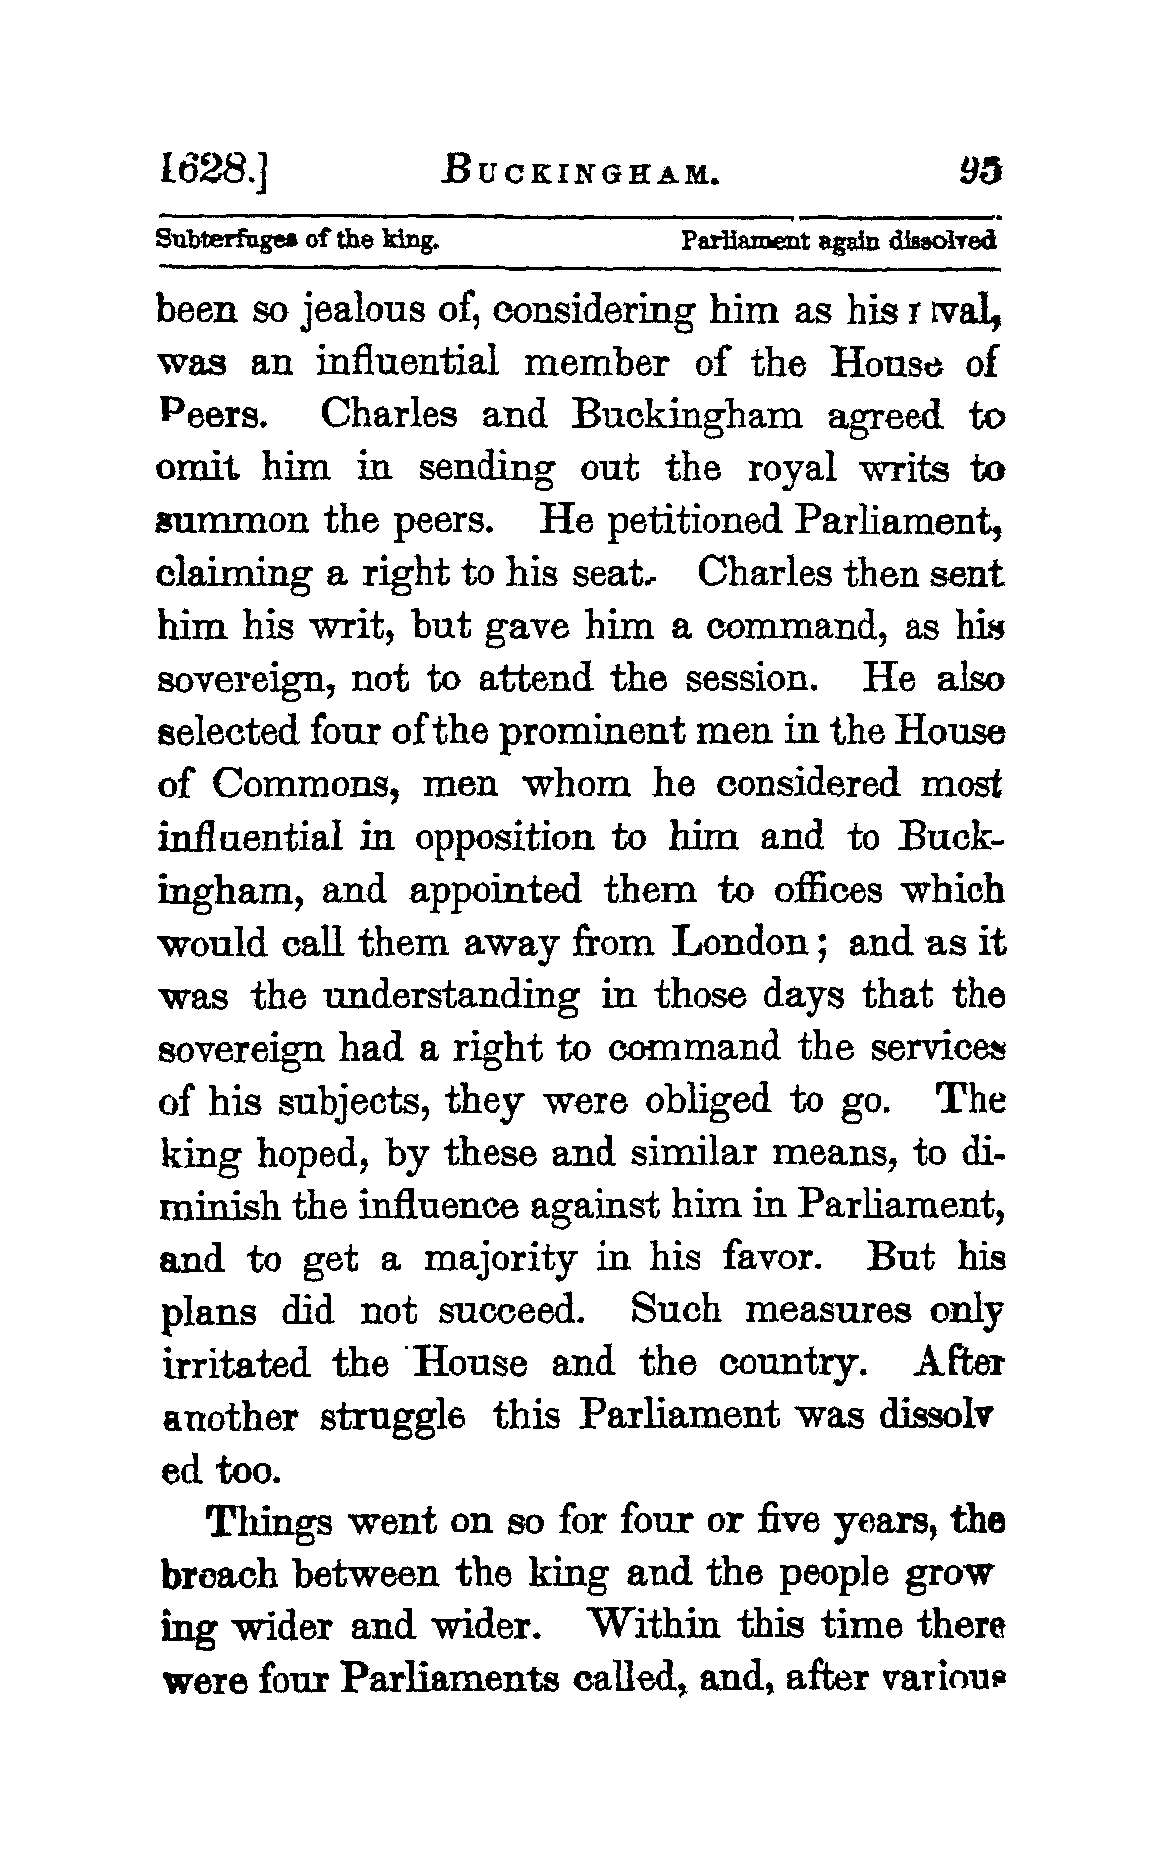 1628.] BUCKINGHAM. 95
Subterfuges of the king. Parliament again dissolved
been so jealous of, considering him as his rival,
was an influential member of the House of
Peers. Charles and Buckingham agreed to
omit him in sending out the royal writs to
summon the peers. He petitioned Parliament,
claiming a right to his seat. Charles then sent
him his writ, but gave him a command, as his
sovereign, not to attend the session. He also
selected four of the prominent men in the House
of Commons, men whom he considered most
influential in opposition to him and to Buck-
ingham, and appointed them to offices which
would call them away from London; and as it
was the understanding in those days that the
sovereign had a right to command the services
of his subjects, they were obliged to go. The
king hoped, by these and similar means, to di-
minish the influence against him in Parliament,
and to get a majority in his favor. But his
plans did not succeed. Such measures only
irritated the House and the country. After
another struggle this Parliament was dissolv
ed too.
Things went on so for four or five years, the
breach between the king and the people grow
ing wider and wider. Within this time there
were four Parliaments called, and, after various